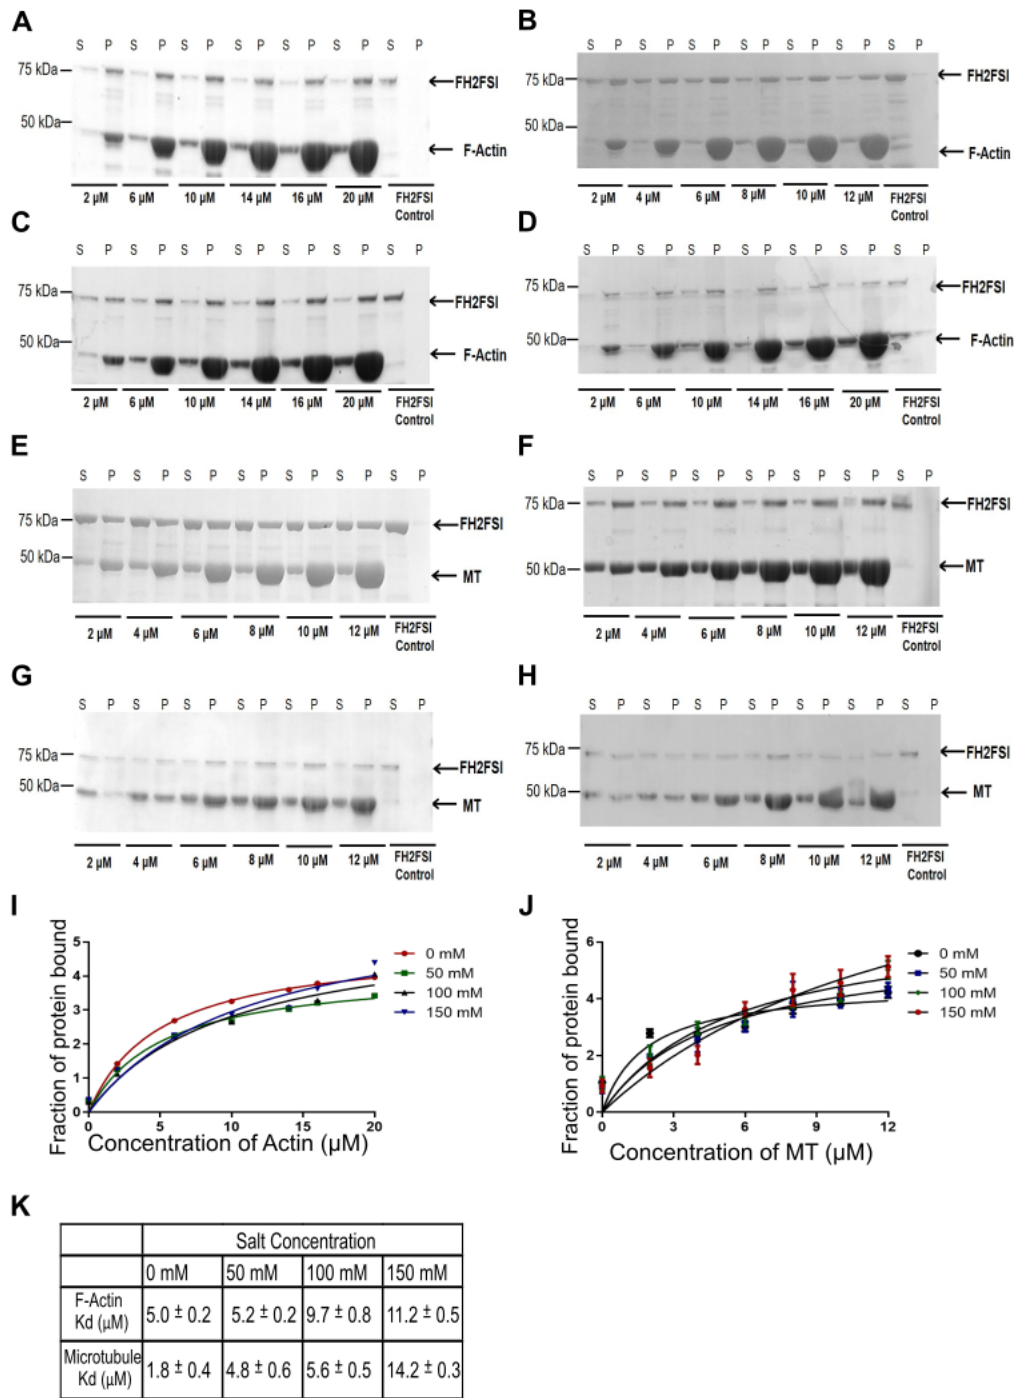 A
S P S P S P S P S P S P S P
75 kDa
FH2FSI
50 kDa
F-Actin
2 µM 6 µM 10 µM 14 µM 16 µM 20 µM FH2FSI
Control
B
S P S P S P S P S P S P S P
75 kDa
FH2FSI
50 kDa
F-Actin
2 µM 4 µM 6 µM 8 µM 10 µM 12 µM FH2FSI
Control
C
S P S P S P S P S P S P S P
75 kDa
FH2FSI
50 kDa
F-Actin
2 µM 6 µM 10 µM 14 µM 16 µM 20 µM FH2FSI
Control
D
S P S P S P S P S P S P S P
75 kDa
FH2FSI
50 kDa
F-Actin
2 µM 6 µM 10 µM 14 µM 16 µM 20 µM FH2FSI
Control
E
S P S P S P S P S P S P S P
75 kDa
FH2FSI
50 kDa
MT
2 µM 4 µM 6 µM 8 µM 10 µM 12 µM FH2FSI
Control
F
S P S P S P S P S P S P S P
75 kDa
FH2FSI
50 kDa
MT
2 µM 4 µM 6 µM 8 µM 10 µM 12 µM FH2FSI
Control
G
S P S P S P S P S P S P S P
75 kDa
FH2FSI
50 kDa
MT
2 µM 4 µM 6 µM 8 µM 10 µM 12 µM FH2FSI
Control
H
S P S P S P S P S P S P S P
75 kDa
FH2FSI
50 kDa
MT
2 µM 4 µM 6 µM 8 µM 10 µM 12 µM FH2FSI
Control
I
Fraction of protein bound
5
4
3
2
1
0
0 5 10 15 20
Concentration of Actin (µM)
0 mM
50 mM
100 mM
150 mM
J
Fraction of protein bound
6
4
2
0
0 3 6 9 12
Concentration of MT (µM)
0 mM
50 mM
100 mM
150 mM
K
Salt Concentration
0 mM 50 mM 100 mM 150 mM
F-Actin
Kd (µM)
5.0 ± 0.2 5.2 ± 0.2 9.7 ± 0.8 11.2 ± 0.5
Microtubule
Kd (µM)
1.8 ± 0.4 4.8 ± 0.6 5.6 ± 0.5 14.2 ± 0.3